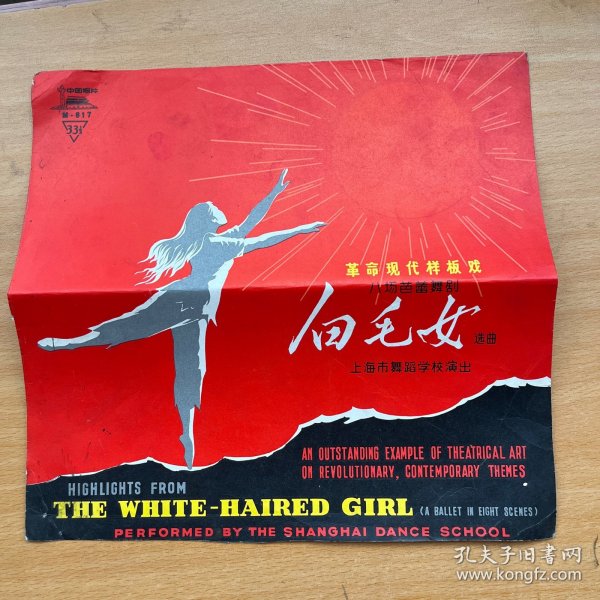 中国唱片
M-817
33⅓
革命现代样板戏
八场芭蕾舞剧
白毛女 选曲
上海市舞蹈学校演出
AN OUTSTANDING EXAMPLE OF THEATRICAL ART
ON REVOLUTIONARY, CONTEMPORARY THEMES
HIGHLIGHTS FROM
THE WHITE-HAIRED GIRL (A BALLET IN EIGHT SCENES)
PERFORMED BY THE SHANGHAI DANCE SCHOOL
孔夫子旧书网
www.kongfz.com